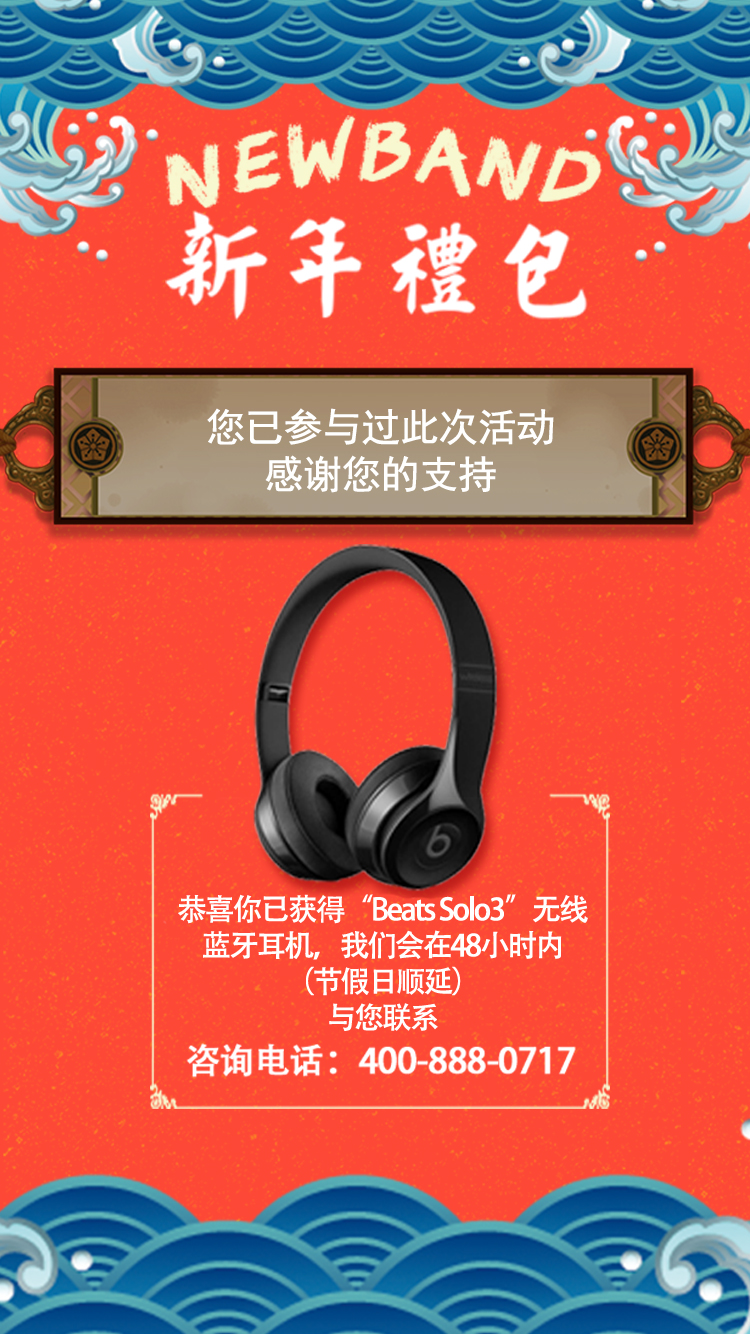 NEWBAND
新年禮包
您已参与过此次活动
感谢您的支持
恭喜你已获得“Beats Solo3”无线
蓝牙耳机，我们会在48小时内
（节假日顺延）
与您联系
咨询电话：400-888-0717